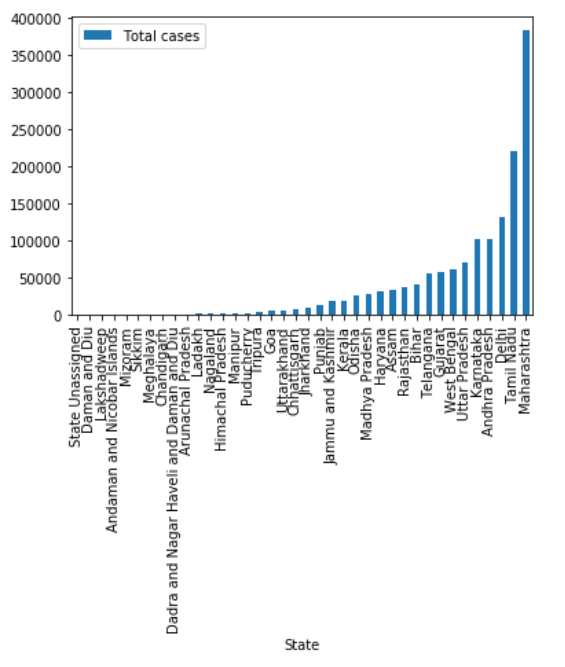 400000
350000
300000
250000
200000
150000
100000
50000
0
Total cases
State Unassigned
Daman and Diu
Lakshadweep
Andaman and Nicobar Islands
Mizoram
Sikkim
Meghalaya
Chandigarh
Dadra and Nagar Haveli and Daman and Diu
Arunachal Pradesh
Ladakh
Nagaland
Himachal Pradesh
Manipur
Puducherry
Tripura
Goa
Uttarakhand
Chhattisgarh
Jharkhand
Punjab
Jammu and Kashmir
Kerala
Odisha
Madhya Pradesh
Haryana
Assam
Rajasthan
Bihar
Telangana
Gujarat
West Bengal
Uttar Pradesh
Karnataka
Andhra Pradesh
Delhi
Tamil Nadu
Maharashtra
State